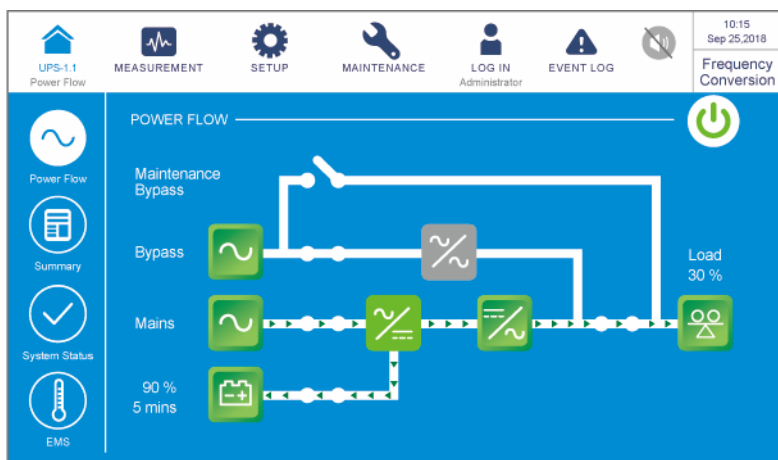 10:15
Sep 25,2018
UPS-1.1
Power Flow
MEASUREMENT
SETUP
MAINTENANCE
LOG IN
Administrator
EVENT LOG
Frequency
Conversion
POWER FLOW
Power Flow
Maintenance
Bypass
Bypass
Summary
Load
30 %
Mains
System Status
90 %
5 mins
EMS